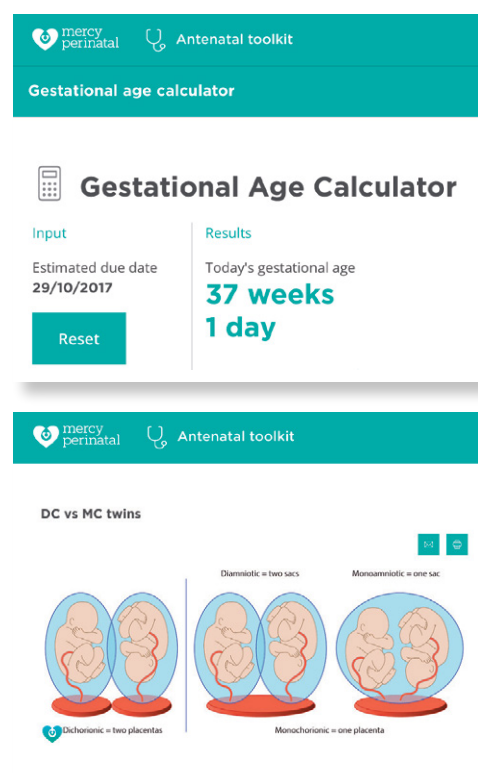 mercy
perinatal
Antenatal toolkit
Gestational age calculator
Gestational Age Calculator
Input
Estimated due date
29/10/2017
Reset
Results
Today's gestational age
37 weeks
1 day
mercy
perinatal
Antenatal toolkit
DC vs MC twins
Diamniotic = two sacs
Monoamniotic = one sac
Dichorionic = two placentas
Monochorionic = one placenta